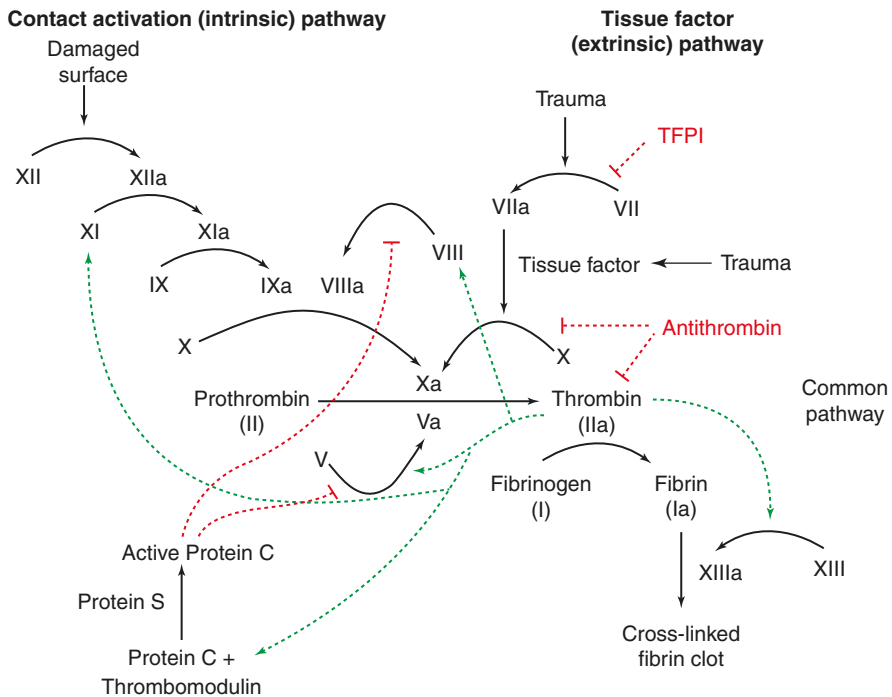 Contact activation (intrinsic) pathway
Tissue factor
(extrinsic) pathway
Damaged
surface
Trauma
TFPI
XII
XIIa
VIIa
VII
XI
XIa
VIII
Tissue factor
Trauma
IX
IXa
VIIIa
Antithrombin
X
X
Xa
Prothrombin
(II)
Thrombin
(IIa)
Common
pathway
Va
V
Fibrinogen
(I)
Fibrin
(Ia)
Active Protein C
XIIIa
XIII
Protein S
Cross-linked
fibrin clot
Protein C +
Thrombomodulin